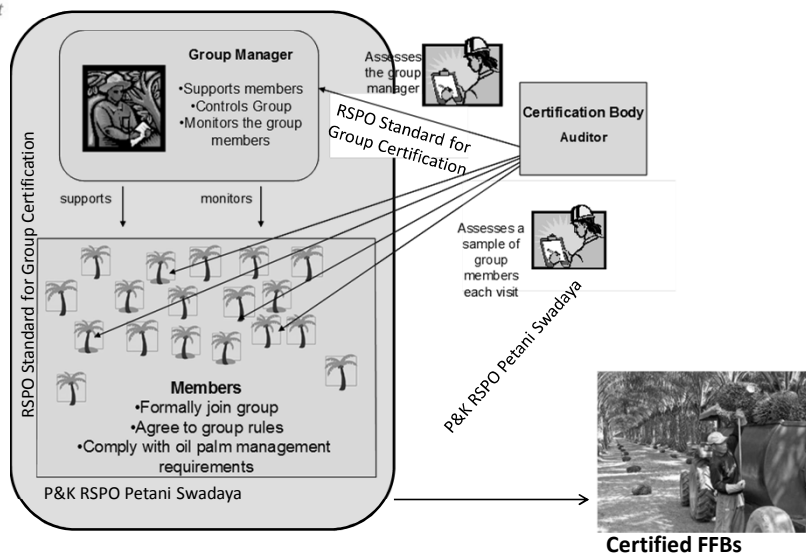 Group Manager
•Supports members
•Controls Group
•Monitors the group
members
Assesses
the group
manager
RSPO Standard for
Group Certification
Certification Body
Auditor
RSPO Standard for Group Certification
supports
monitors
Assesses a
sample of
group
members
each visit
P&K RSPO Petani Swadaya
Members
•Formally join group
•Agree to group rules
•Comply with oil palm management
requirements
P&K RSPO Petani Swadaya
Certified FFBs